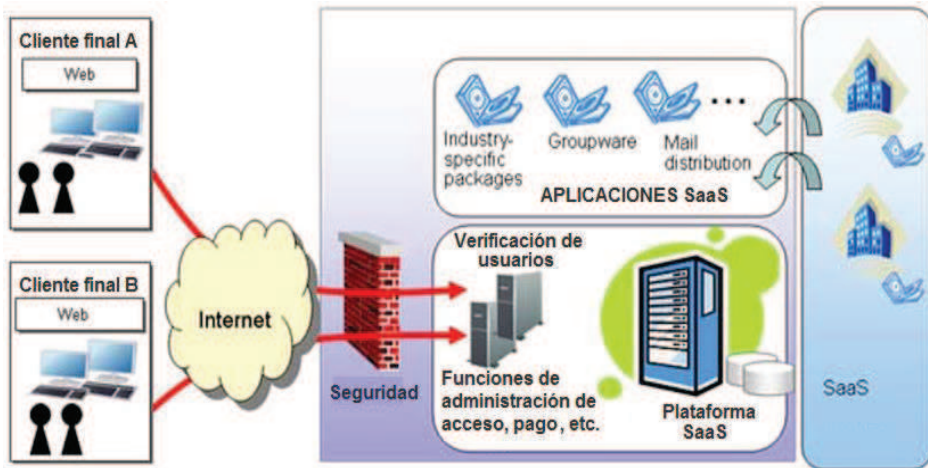 Cliente final A
Web
Cliente final B
Web
Internet
Seguridad
Industry-
specific
packages
Groupware
Mail
distribution
...
APLICACIONES SaaS
Verificación de
usuarios
Funciones de
administración de
acceso, pago , etc.
Plataforma
SaaS
SaaS